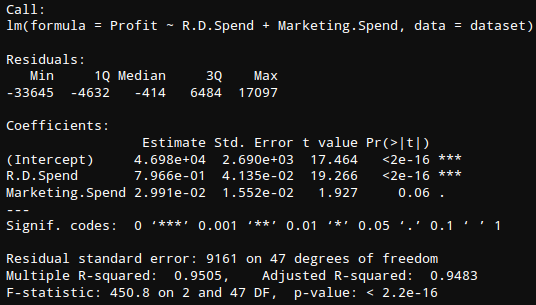 Call:
lm(formula = Profit ~ R.D.Spend + Marketing.Spend, data = dataset)
Residuals:
Min 1Q Median 3Q Max
-33645 -4632 -414 6484 17097
Coefficients:
Estimate Std. Error t value Pr(>|t|)
(Intercept) 4.698e+04 2.690e+03 17.464 <2e-16 ***
R.D.Spend 7.966e-01 4.135e-02 19.266 <2e-16 ***
Marketing.Spend 2.991e-02 1.552e-02 1.927 0.06 .
---
Signif. codes: 0 ‘***’ 0.001 ‘**’ 0.01 ‘*’ 0.05 ‘.’ 0.1 ‘ ’ 1
Residual standard error: 9161 on 47 degrees of freedom
Multiple R-squared: 0.9505, Adjusted R-squared: 0.9483
F-statistic: 450.8 on 2 and 47 DF, p-value: < 2.2e-16